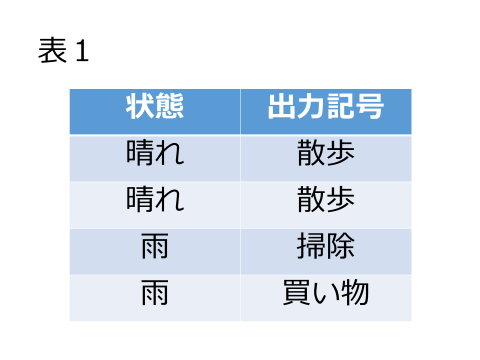 表１
状態 出力記号
晴れ 散歩
晴れ 散歩
雨 掃除
雨 買い物